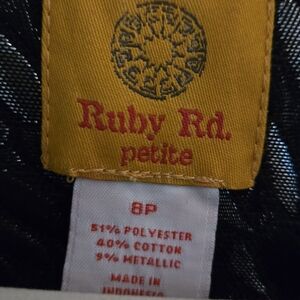 Ruby Rd.
petite
8P
51% POLYESTER
40% COTTON
9% METALLIC
MADE IN
INDONESIA